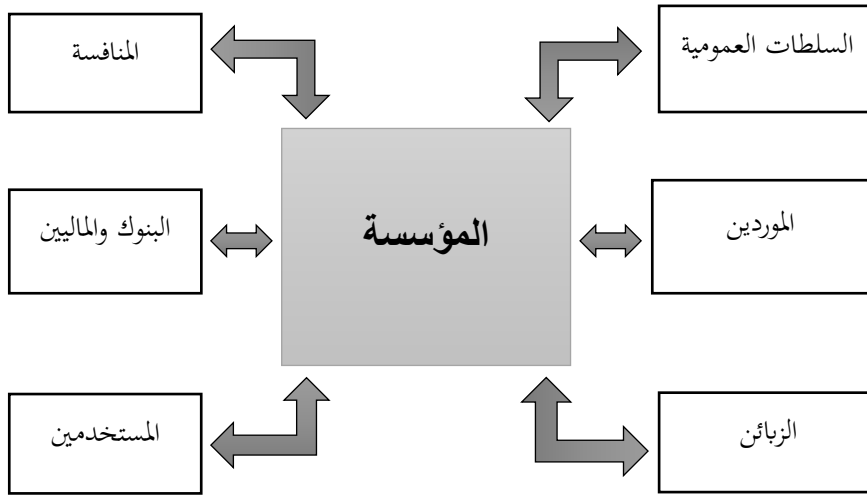 السلطات العمومية
المنافسة
المؤسسة
الموردين
البنوك والماليين
الزبائن
المستخدمين